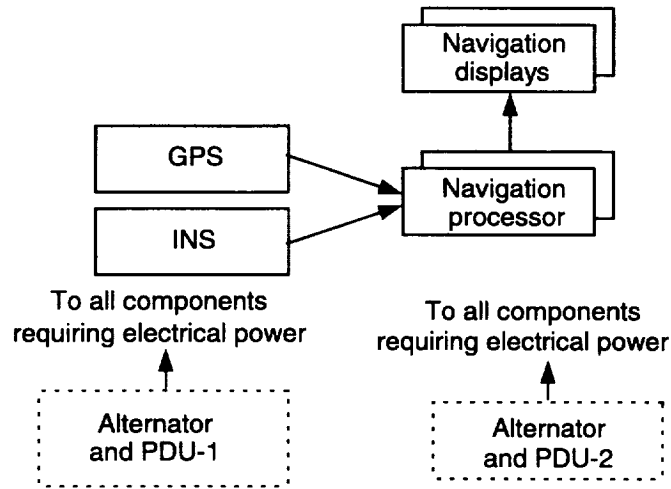 Navigation
displays
GPS
Navigation
processor
INS
To all components
requiring electrical power
To all components
requiring electrical power
Alternator
and PDU-1
Alternator
and PDU-2